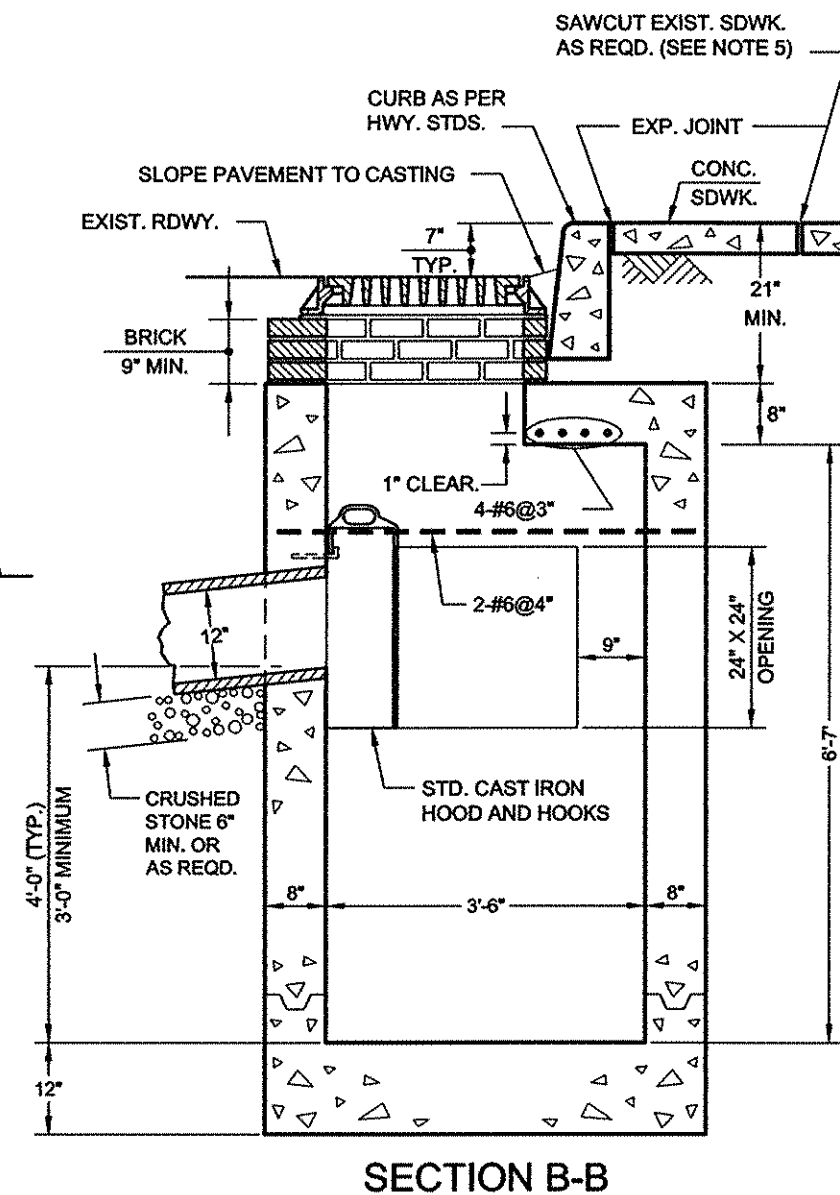 SAWCUT EXIST. SDWK.
AS REQD. (SEE NOTE 5)
CURB AS PER
HWY. STDS.
EXP. JOINT
SLOPE PAVEMENT TO CASTING
CONC.
SDWK.
EXIST. RDWY.
7"
TYP.
21"
MIN.
BRICK
9" MIN.
8"
1" CLEAR.
4-#6@3"
2-#6@4"
12"
9"
24" X 24"
OPENING
6'-7'
STD. CAST IRON
HOOD AND HOOKS
CRUSHED
STONE 6"
MIN. OR
AS REQD.
4'-0" (TYP.)
3'-0" MINIMUM
8"
3'-6"
8"
12"
SECTION B-B